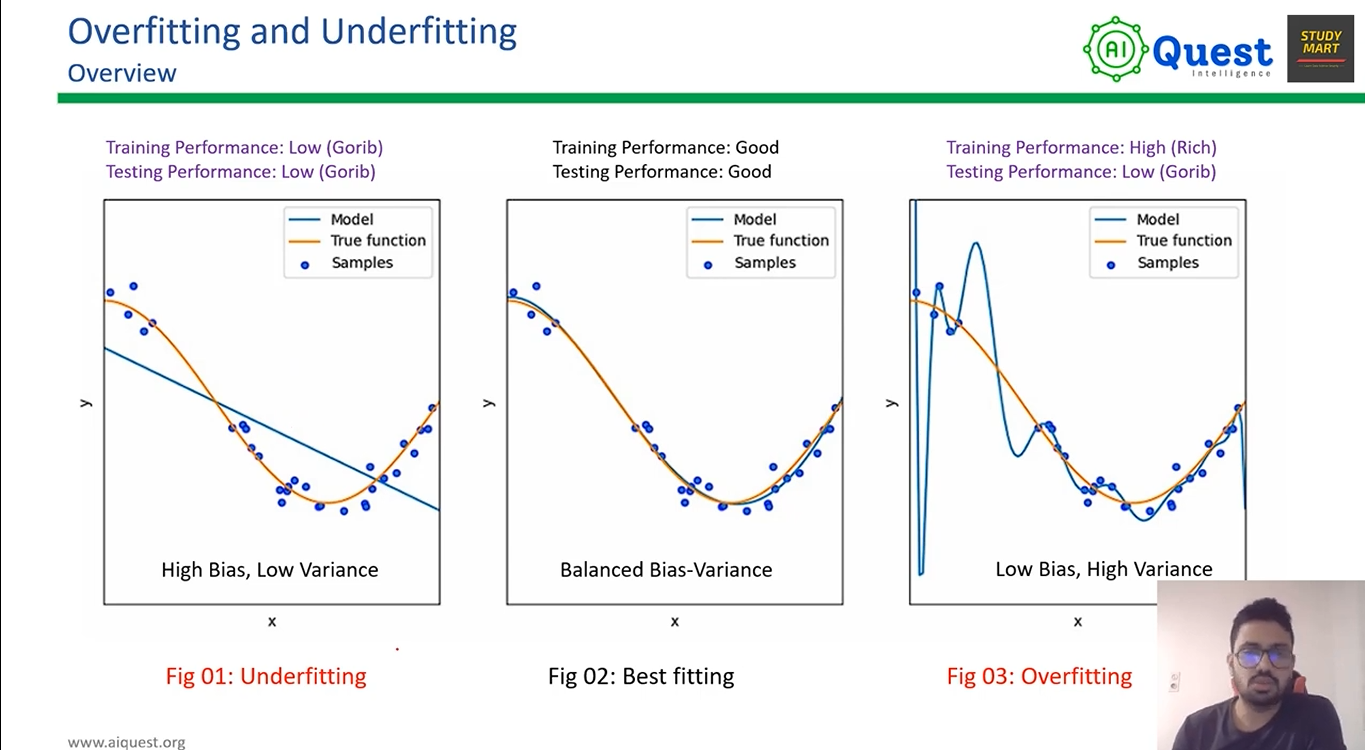 Overfitting and Underfitting
Overview
AI Quest
Intelligence
STUDY
MART
Training Performance: Low (Gorib)
Testing Performance: Low (Gorib)
Training Performance: Good
Testing Performance: Good
Training Performance: High (Rich)
Testing Performance: Low (Gorib)
Model
True function
Samples
Model
True function
Samples
Model
True function
Samples
y
y
y
High Bias, Low Variance
Balanced Bias-Variance
Low Bias, High Variance
x
x
x
Fig 01: Underfitting
Fig 02: Best fitting
Fig 03: Overfitting
www.aiquest.org